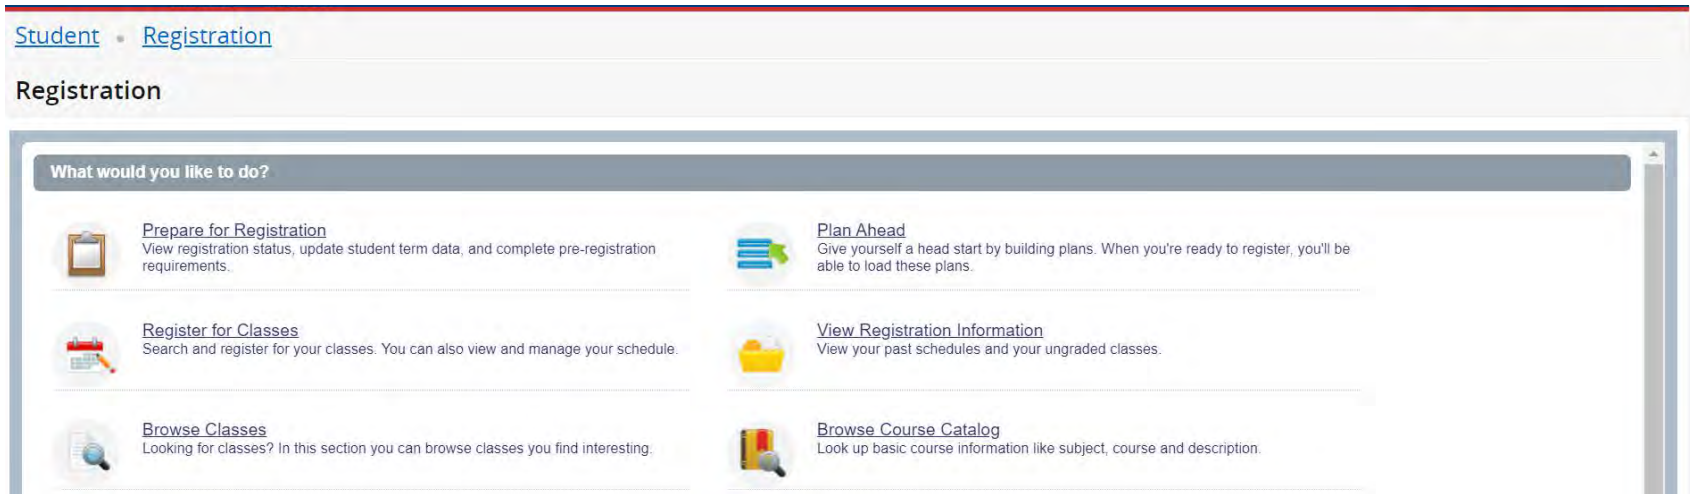 Student • Registration
Registration
What would you like to do?
Prepare for Registration
View registration status, update student term data, and complete pre-registration
requirements.
Plan Ahead
Give yourself a head start by building plans. When you're ready to register, you'll be
able to load these plans.
Register for Classes
Search and register for your classes. You can also view and manage your schedule.
View Registration Information
View your past schedules and your ungraded classes.
Browse Classes
Looking for classes? In this section you can browse classes you find interesting.
Browse Course Catalog
Look up basic course information like subject, course and description.